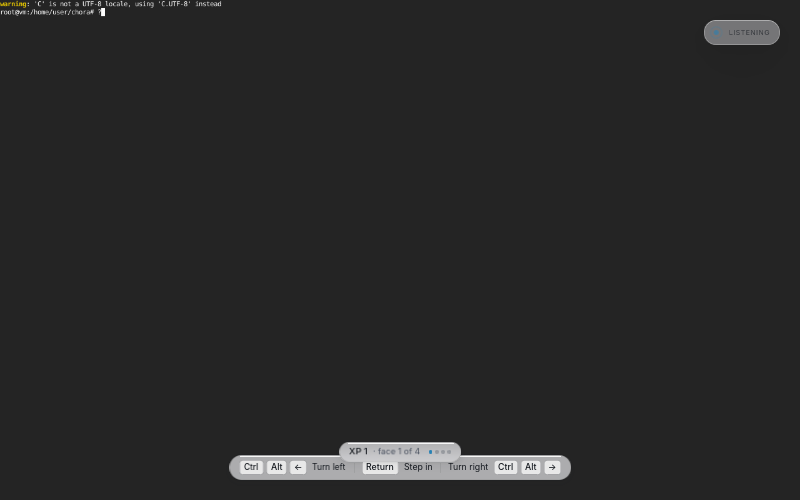 warning: 'C' is not a UTF-8 locale, using 'C.UTF-8' instead
root@vm:/home/user/chora# ?
LISTENING
XP 1 · face 1 of 4
Ctrl Alt ← Turn left Return Step in Turn right Ctrl Alt →